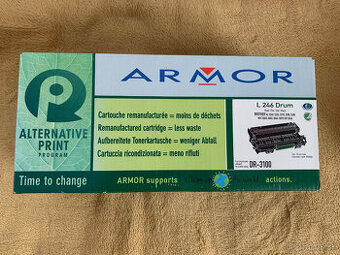 ARMOR
ALTERNATIVE
PRINT
PROGRAM
Time to change
Cartouche remanufacturée = moins de déchets
Remanufactured cartridge = less waste
Aufbereitete Tonerkartusche = weniger Abfall
Cartuccia ricondizionata = meno rifiuti
ARMOR supports
actions.
L 246 Drum
DR-3100